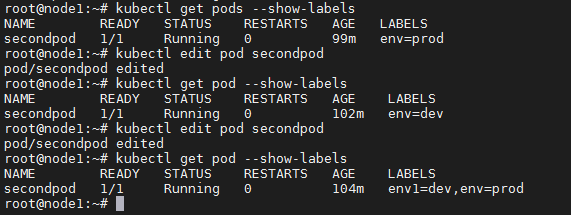 root@node1:~# kubectl get pods --show-labels
NAME READY STATUS RESTARTS AGE LABELS
secondpod 1/1 Running 0 99m env=prod
root@node1:~# kubectl edit pod secondpod
pod/secondpod edited
root@node1:~# kubectl get pod --show-labels
NAME READY STATUS RESTARTS AGE LABELS
secondpod 1/1 Running 0 102m env=dev
root@node1:~# kubectl edit pod secondpod
pod/secondpod edited
root@node1:~# kubectl get pod --show-labels
NAME READY STATUS RESTARTS AGE LABELS
secondpod 1/1 Running 0 104m env1=dev,env=prod
root@node1:~#